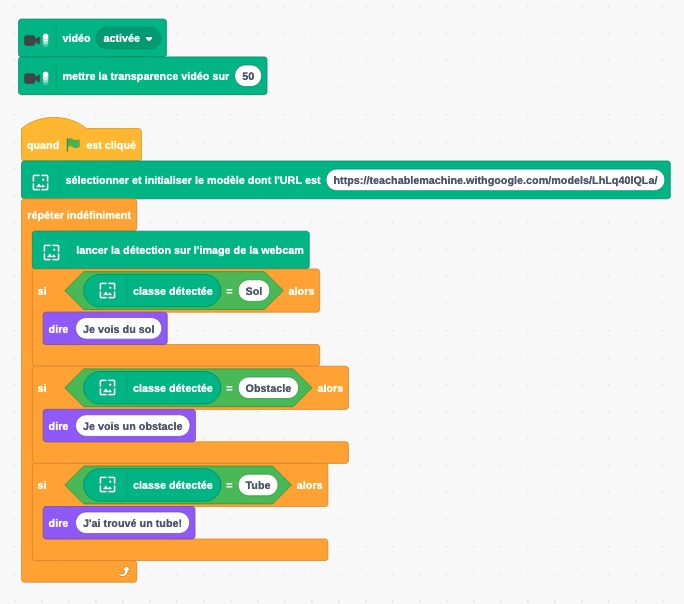 vidéo activée
mettre la transparence vidéo sur 50
quand est cliqué
sélectionner et initialiser le modèle dont l'URL est https://teachablemachine.withgoogle.com/models/LhLq40lQLa/
répéter indéfiniment
lancer la détection sur l'image de la webcam
si classe détectée = Sol alors
dire Je vois du sol
si classe détectée = Obstacle alors
dire Je vois un obstacle
si classe détectée = Tube alors
dire J'ai trouvé un tube!